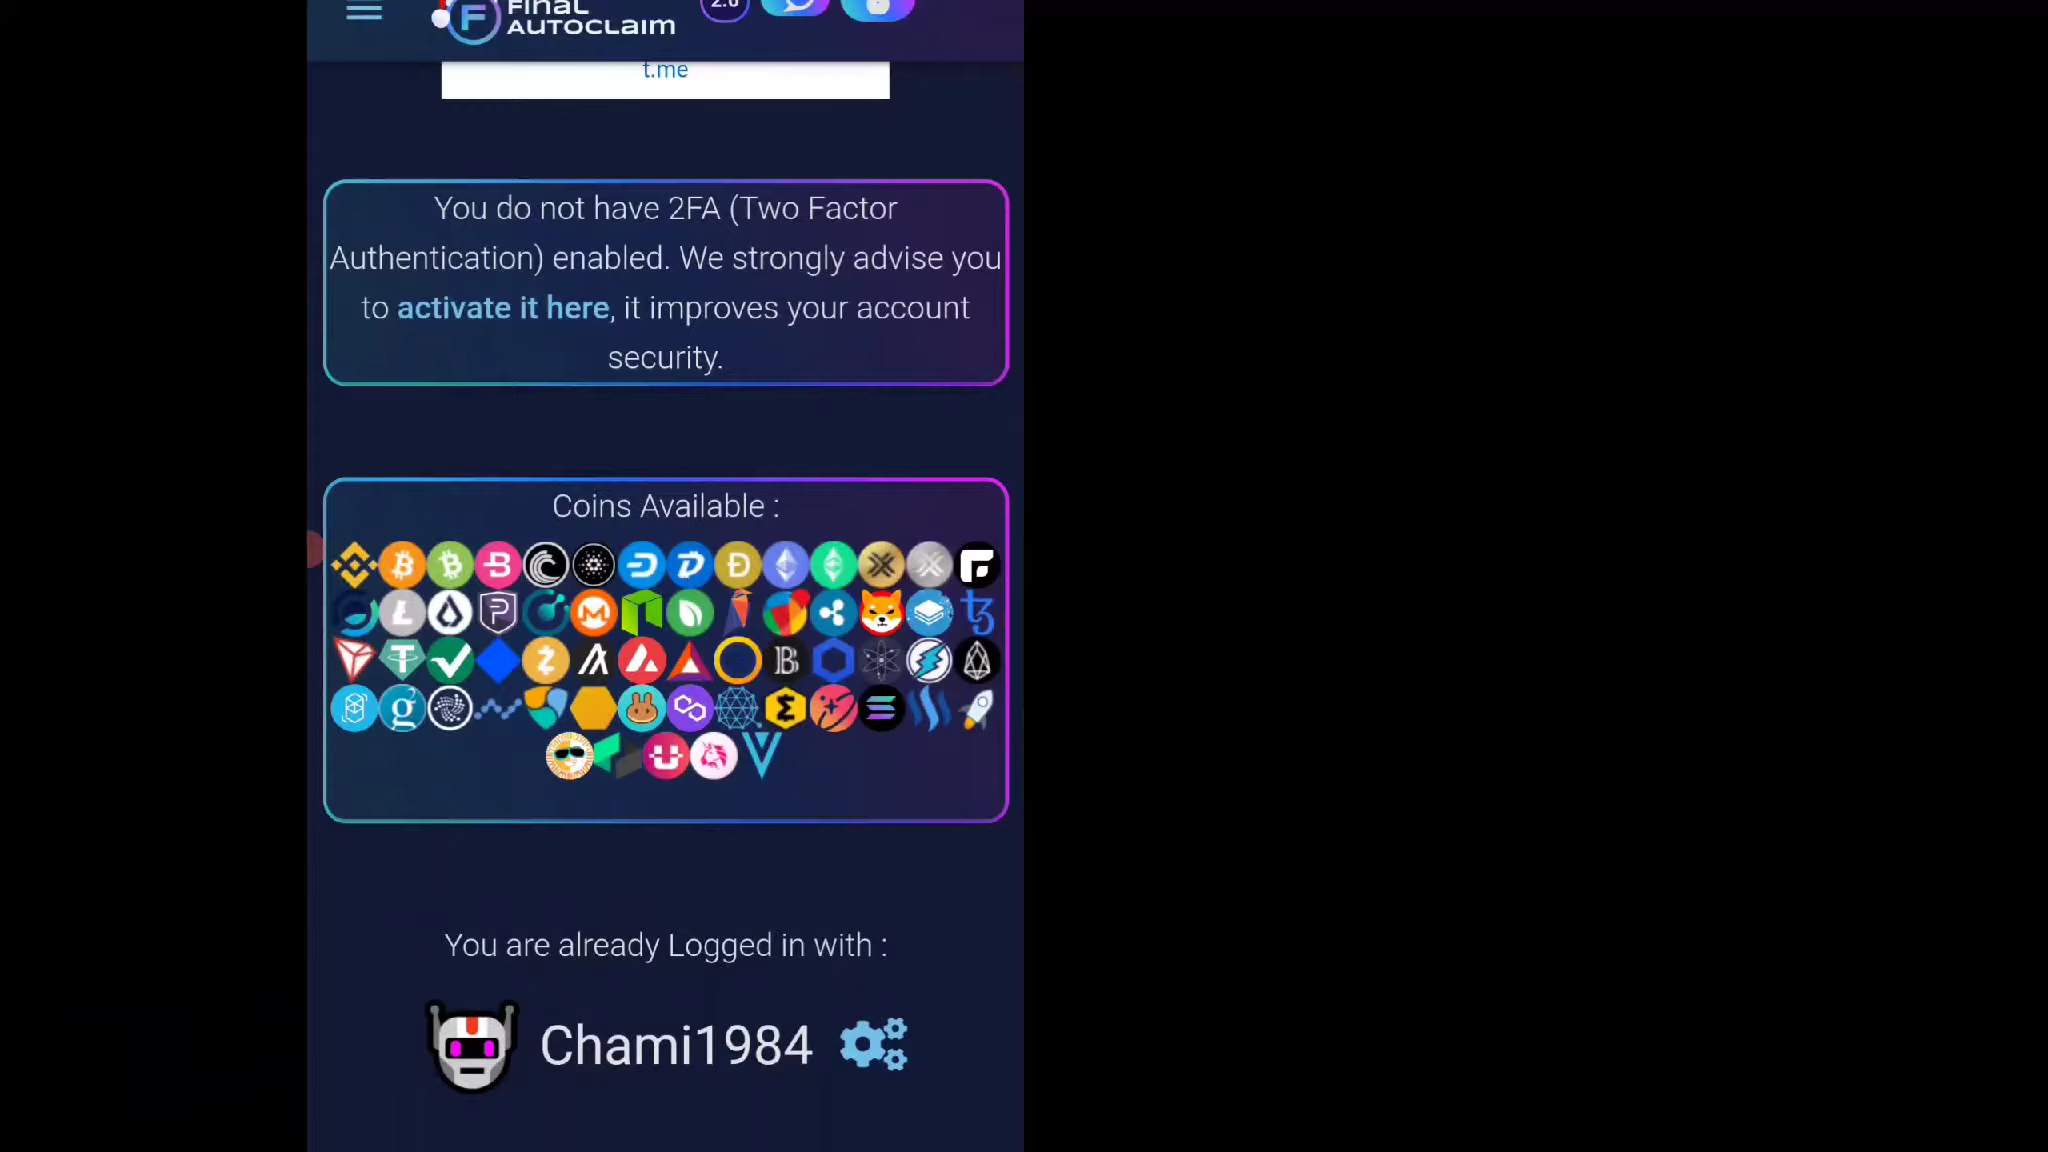 Final
AUTOCLAIM
2.0
t.me
You do not have 2FA (Two Factor
Authentication) enabled. We strongly advise you
to activate it here, it improves your account
security.
Coins Available :
You are already Logged in with :
Chami1984